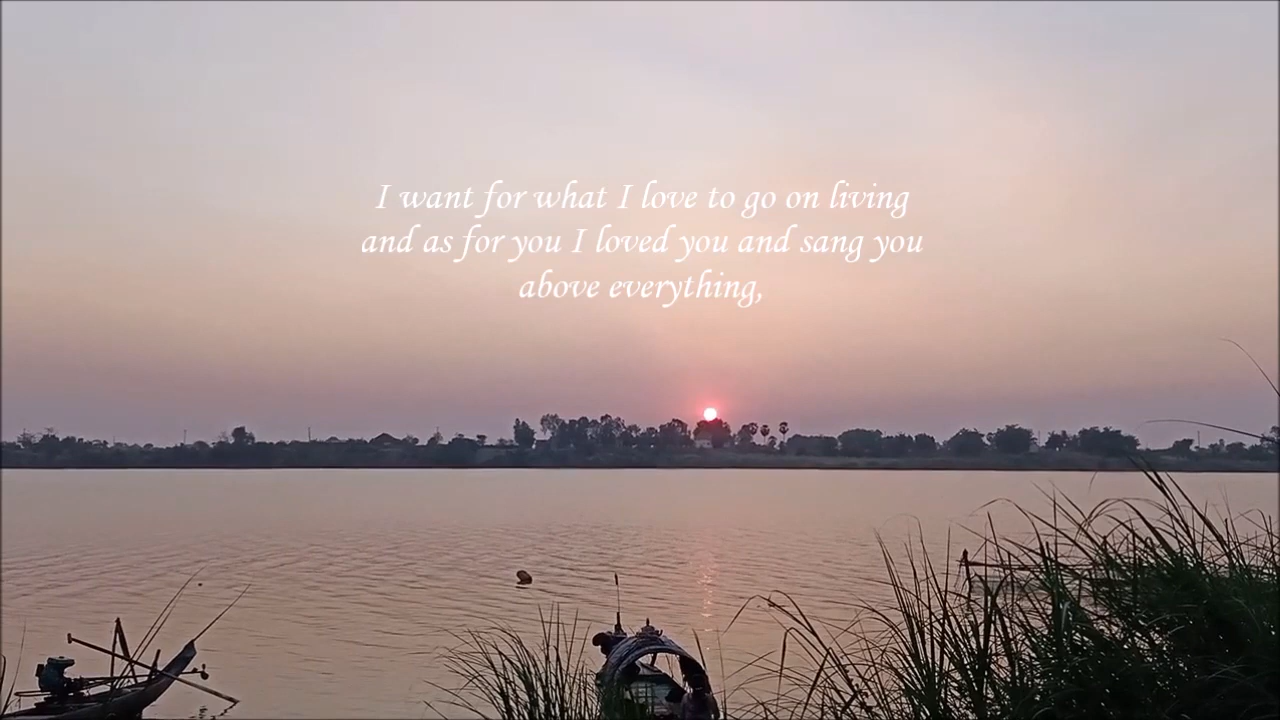 I want for what I love to go on living
and as for you I loved you and sang you
above everything,